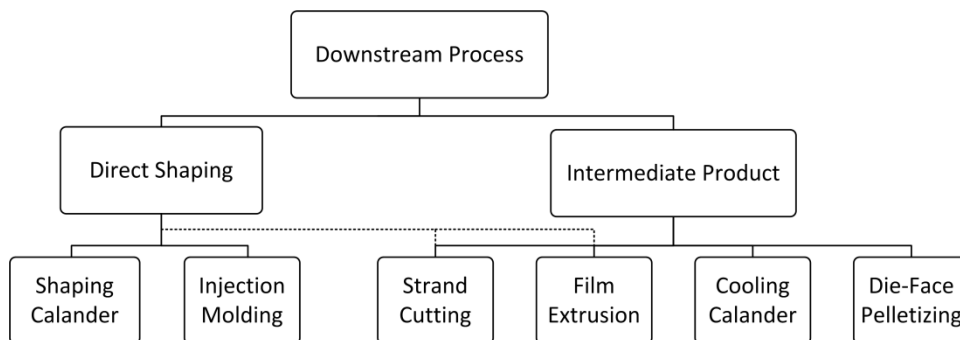 Downstream Process
Direct Shaping
Intermediate Product
Shaping
Calander
Injection
Molding
Strand
Cutting
Film
Extrusion
Cooling
Calander
Die-Face
Pelletizing